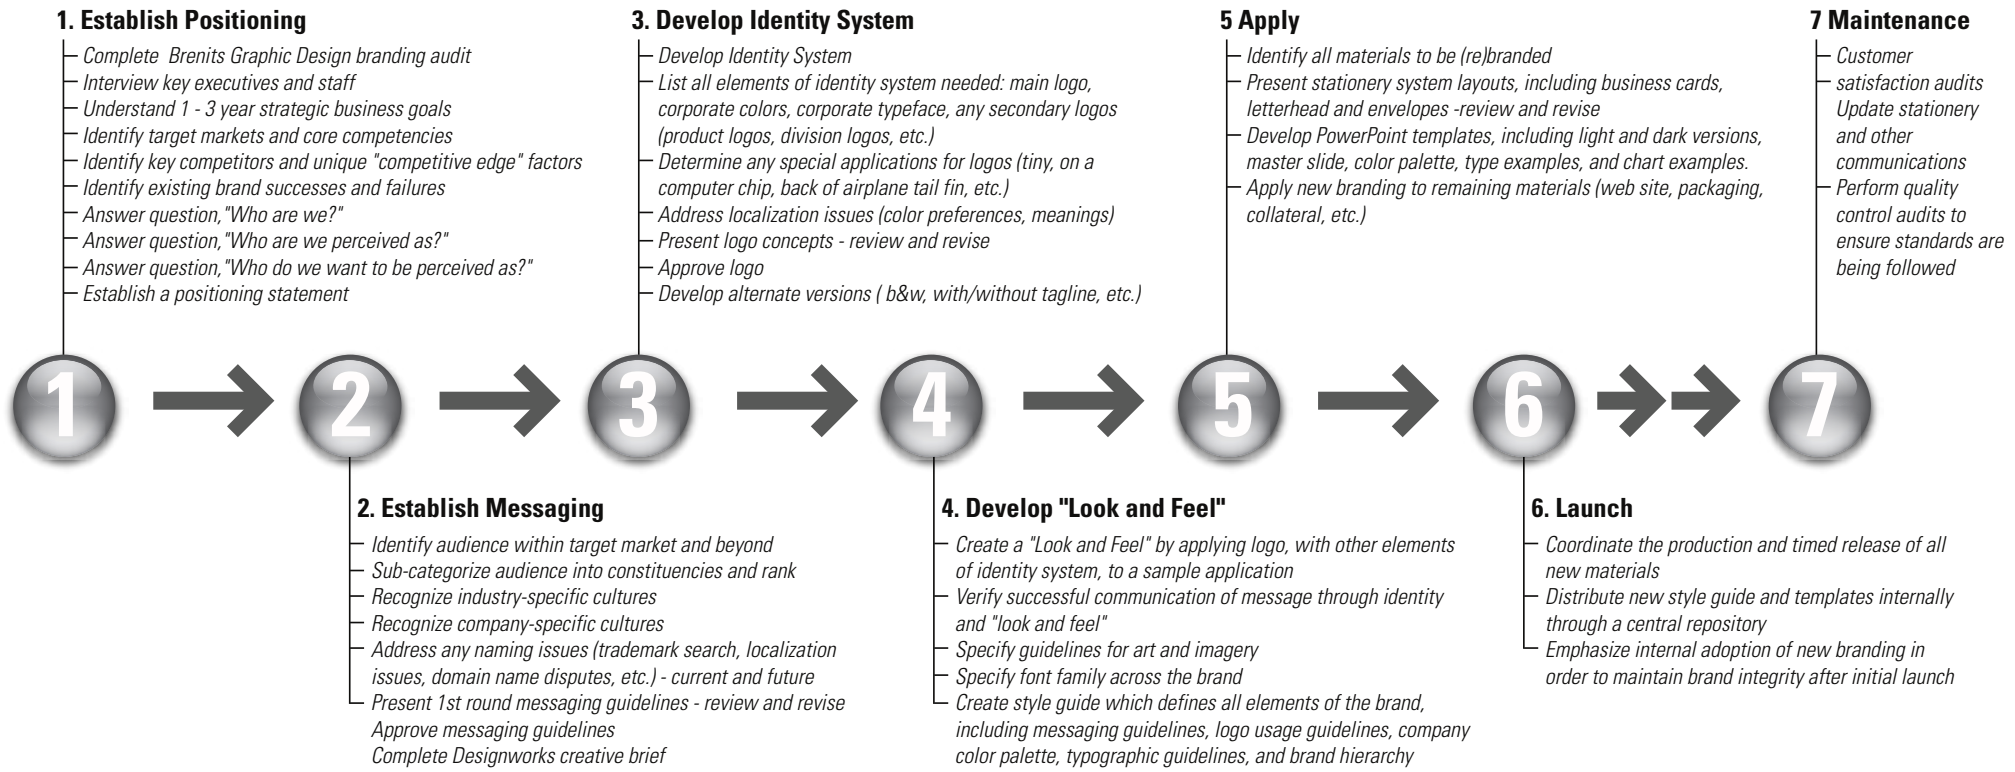 1. Establish Positioning
Complete  Brenits Graphic Design branding audit
Interview key executives and staff
Understand 1 - 3 year strategic business goals
Identify target markets and core competencies
Identify key competitors and unique "competitive edge" factors
Identify existing brand successes and failures
Answer question,"Who are we?"
Answer question,"Who are we perceived as?"
Answer question,"Who do we want to be perceived as?"
Establish a positioning statement
3. Develop Identity System
Develop Identity System
List all elements of identity system needed: main logo,
corporate colors, corporate typeface, any secondary logos
(product logos, division logos, etc.)
Determine any special applications for logos (tiny, on a
computer chip, back of airplane tail fin, etc.)
Address localization issues (color preferences, meanings)
Present logo concepts - review and revise
Approve logo
Develop alternate versions ( b&w, with/without tagline, etc.)
5 Apply
Identify all materials to be (re)branded
Present stationery system layouts, including business cards,
letterhead and envelopes -review and revise
Develop PowerPoint templates, including light and dark versions,
master slide, color palette, type examples, and chart examples.
Apply new branding to remaining materials (web site, packaging,
collateral, etc.)
7 Maintenance
Customer
satisfaction audits
Update stationery
and other
communications
Perform quality
control audits to
ensure standards are
being followed
1
2
3
4
5
6
7
2. Establish Messaging
Identify audience within target market and beyond
Sub-categorize audience into constituencies and rank
Recognize industry-specific cultures
Recognize company-specific cultures
Address any naming issues (trademark search, localization
issues, domain name disputes, etc.) - current and future
Present 1st round messaging guidelines - review and revise
Approve messaging guidelines
Complete Designworks creative brief
4. Develop "Look and Feel"
Create a "Look and Feel" by applying logo, with other elements
of identity system, to a sample application
Verify successful communication of message through identity
and "look and feel"
Specify guidelines for art and imagery
Specify font family across the brand
Create style guide which defines all elements of the brand,
including messaging guidelines, logo usage guidelines, company
color palette, typographic guidelines, and brand hierarchy
6. Launch
Coordinate the production and timed release of all
new materials
Distribute new style guide and templates internally
through a central repository
Emphasize internal adoption of new branding in
order to maintain brand integrity after initial launch